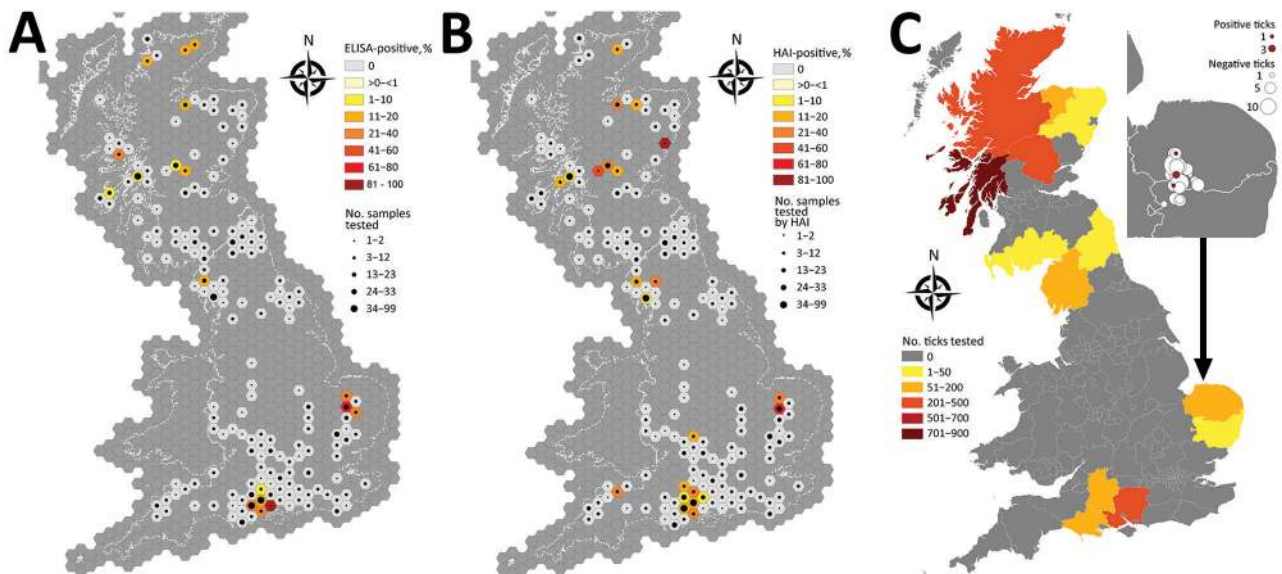 A
N
ELISA-positive, %
0
>0–<1
1–10
11–20
21–40
41–60
61–80
81 - 100
No. samples
tested
1–2
3–12
13–23
24–33
34–99
N
B
N
HAI-positive, %
0
>0–<1
1–10
11–20
21–40
41–60
61–80
81–100
No. samples
tested
by HAI
1–2
3–12
13–23
24–33
34–99
C
Positive ticks
1
3
Negative ticks
1
5
10
N
No. ticks tested
0
1–50
51–200
201–500
501–700
701–900